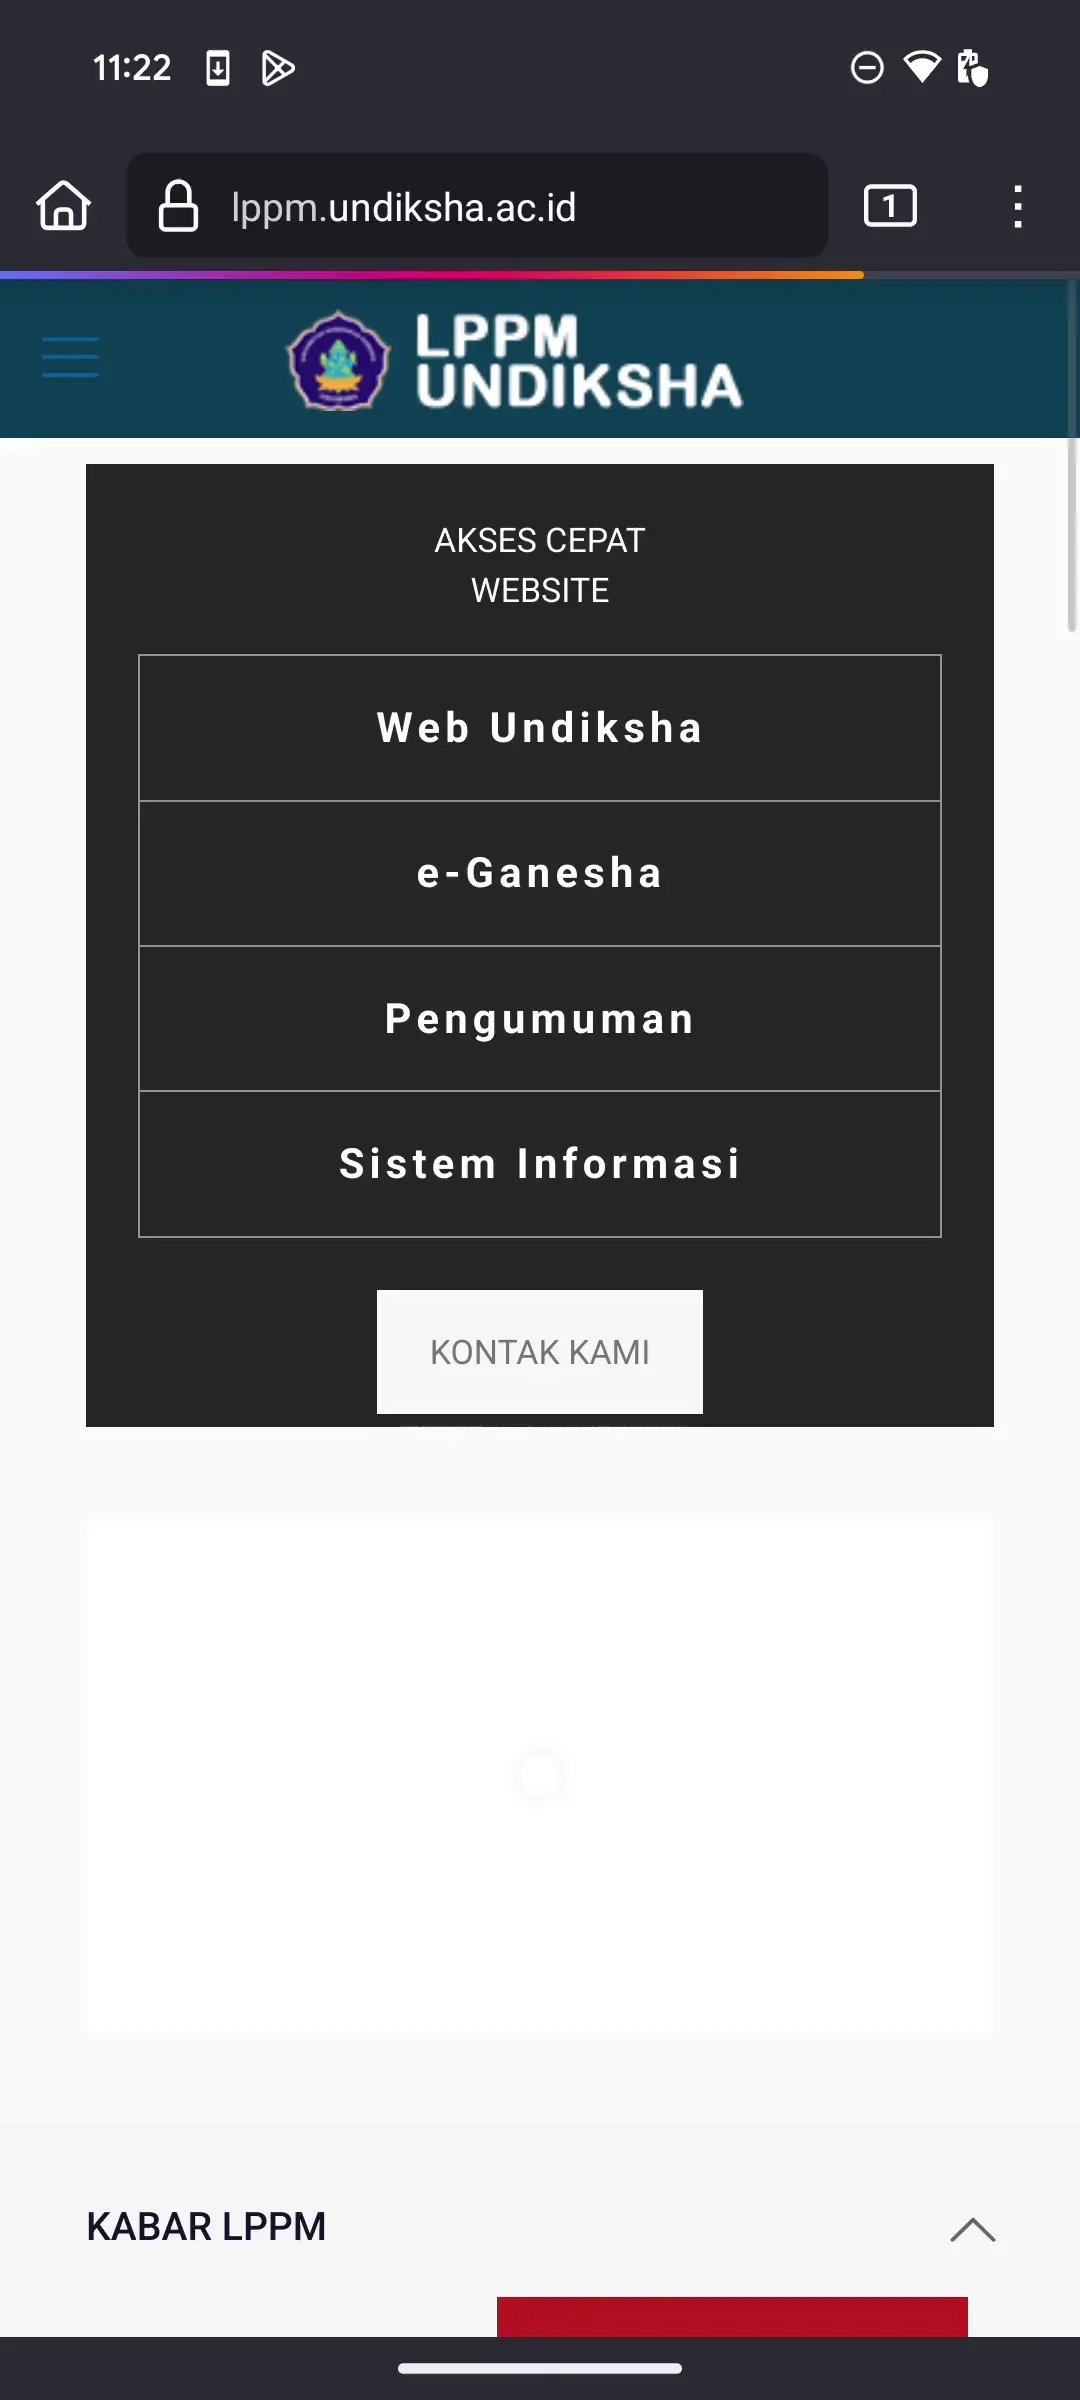 11:22
lppm.undiksha.ac.id
1
LPPM
UNDIKSHA
AKSES CEPAT
WEBSITE
Web Undiksha
e-Ganesha
Pengumuman
Sistem Informasi
KONTAK KAMI
KABAR LPPM